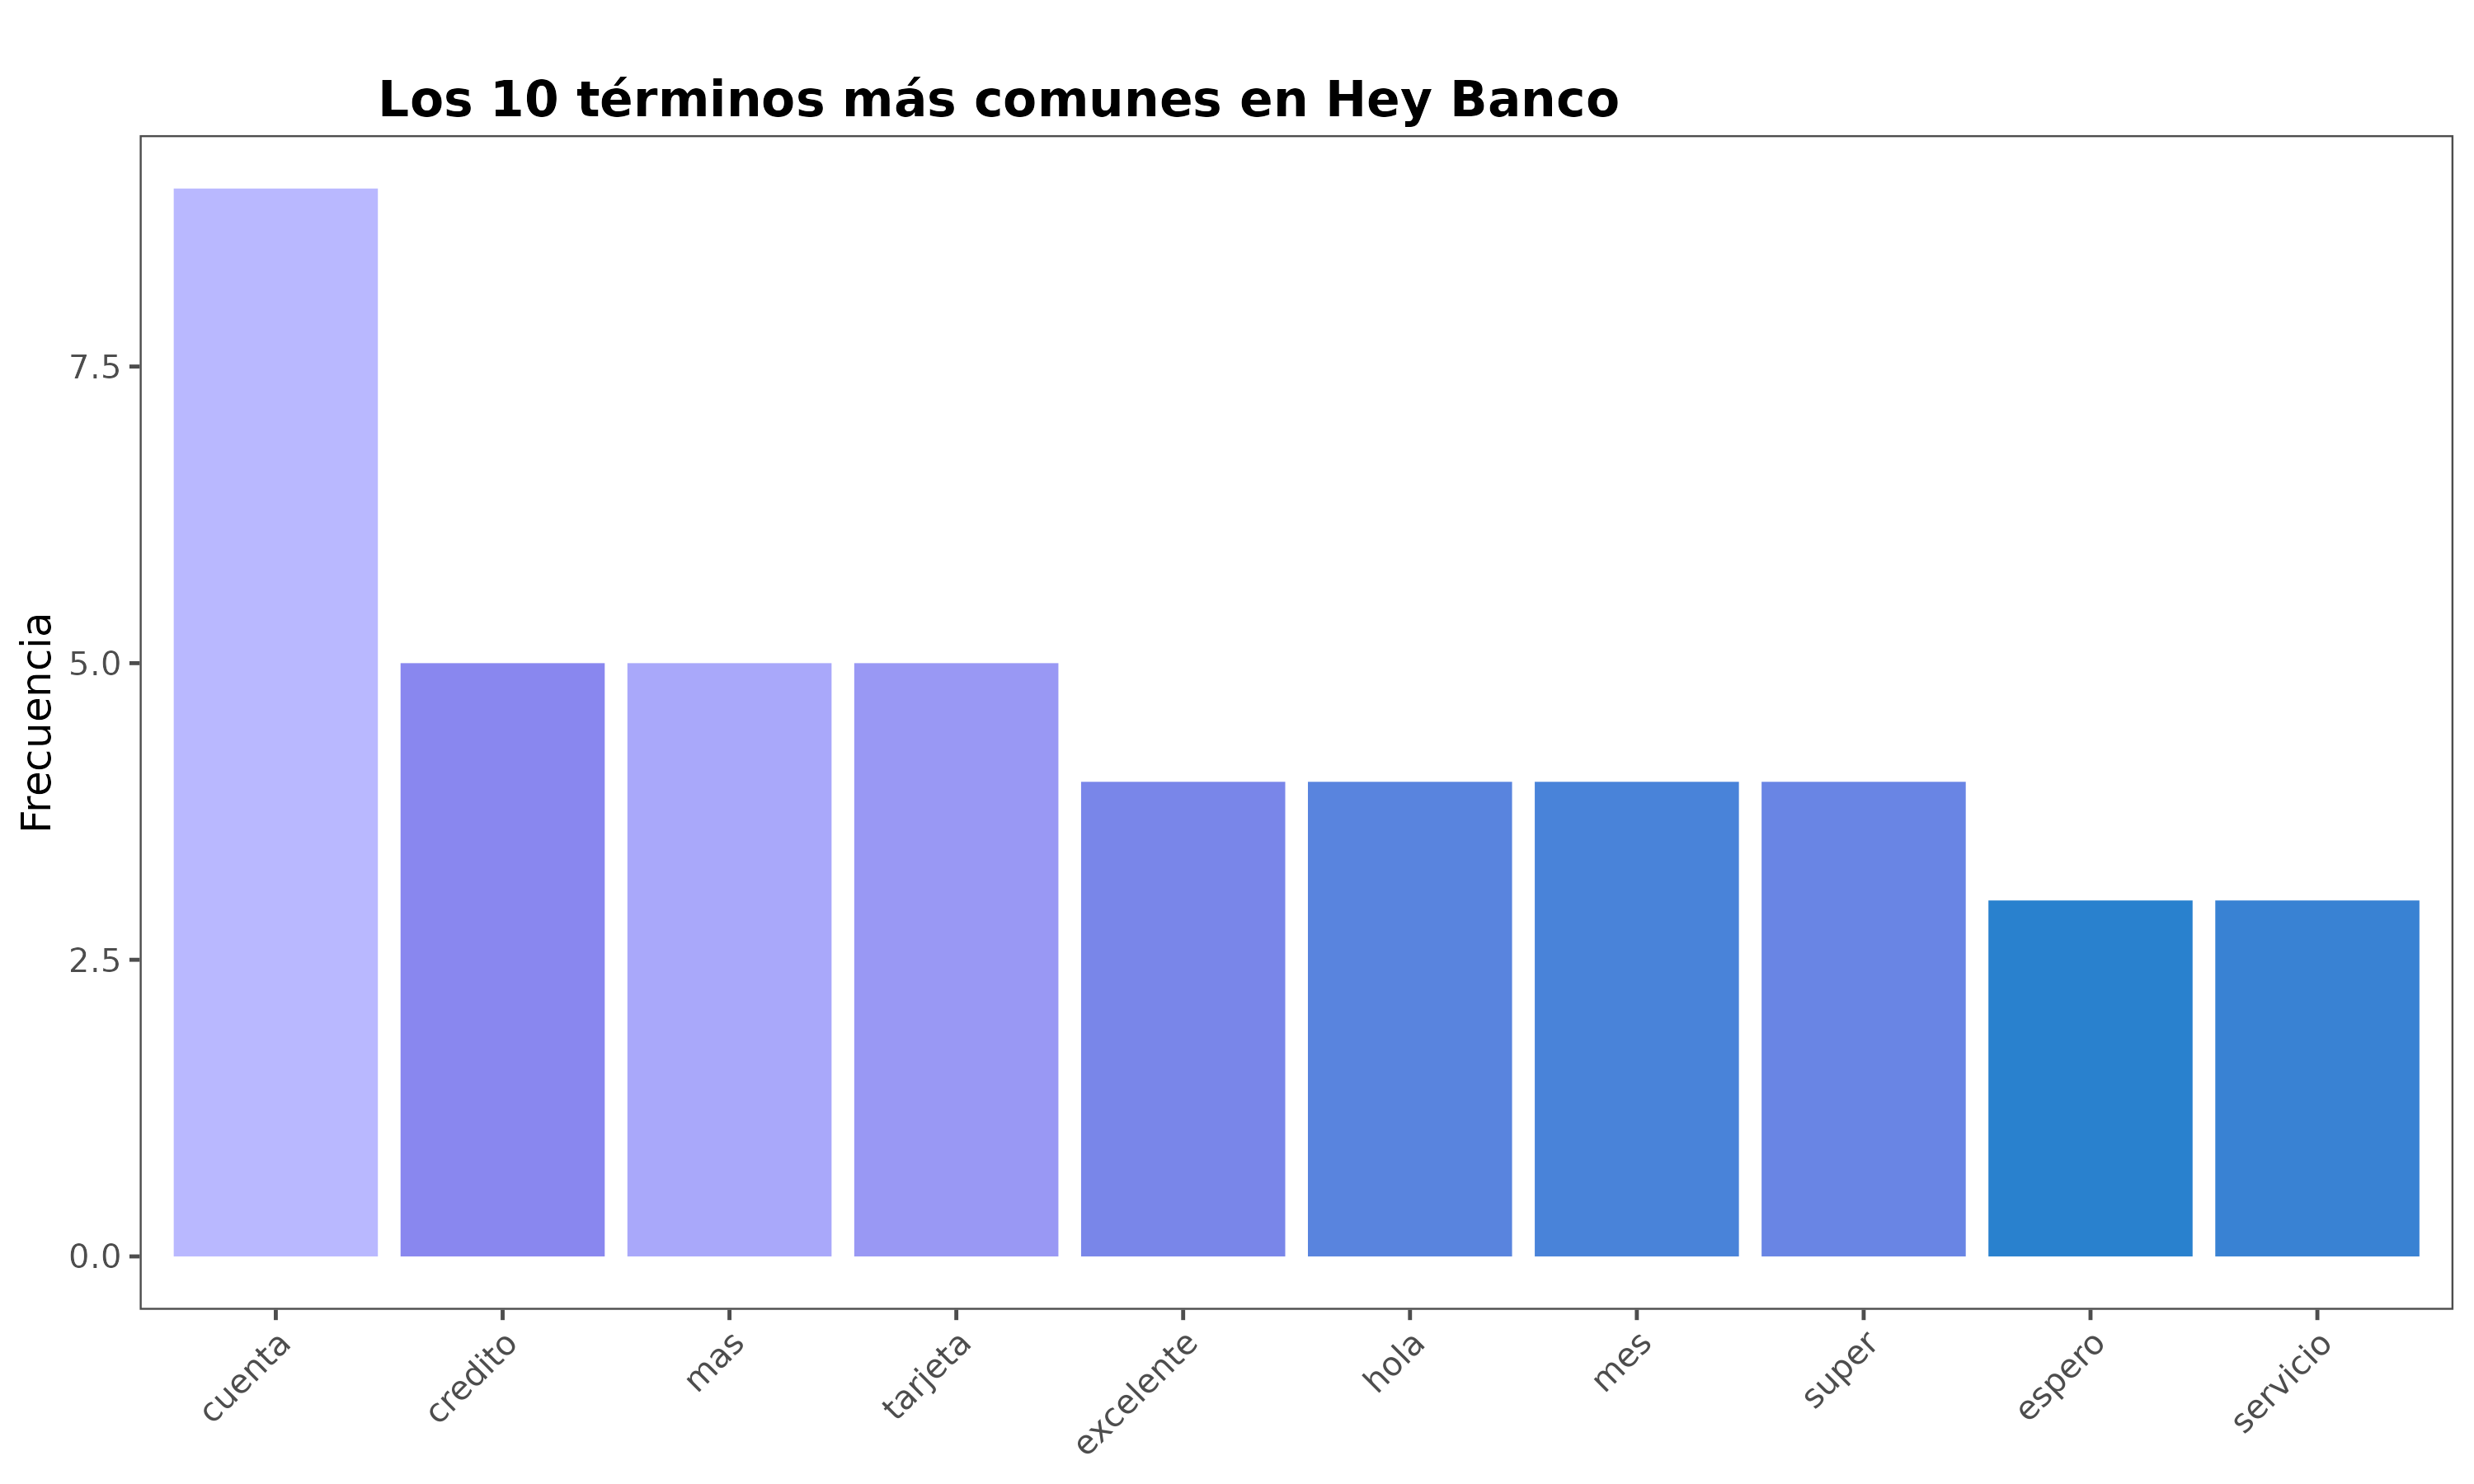 Los 10 términos más comunes en Hey Banco
Frecuencia
7.5
5.0
2.5
0.0
cuenta
credito
mas
tarjeta
excelente
hola
mes
super
espero
servicio